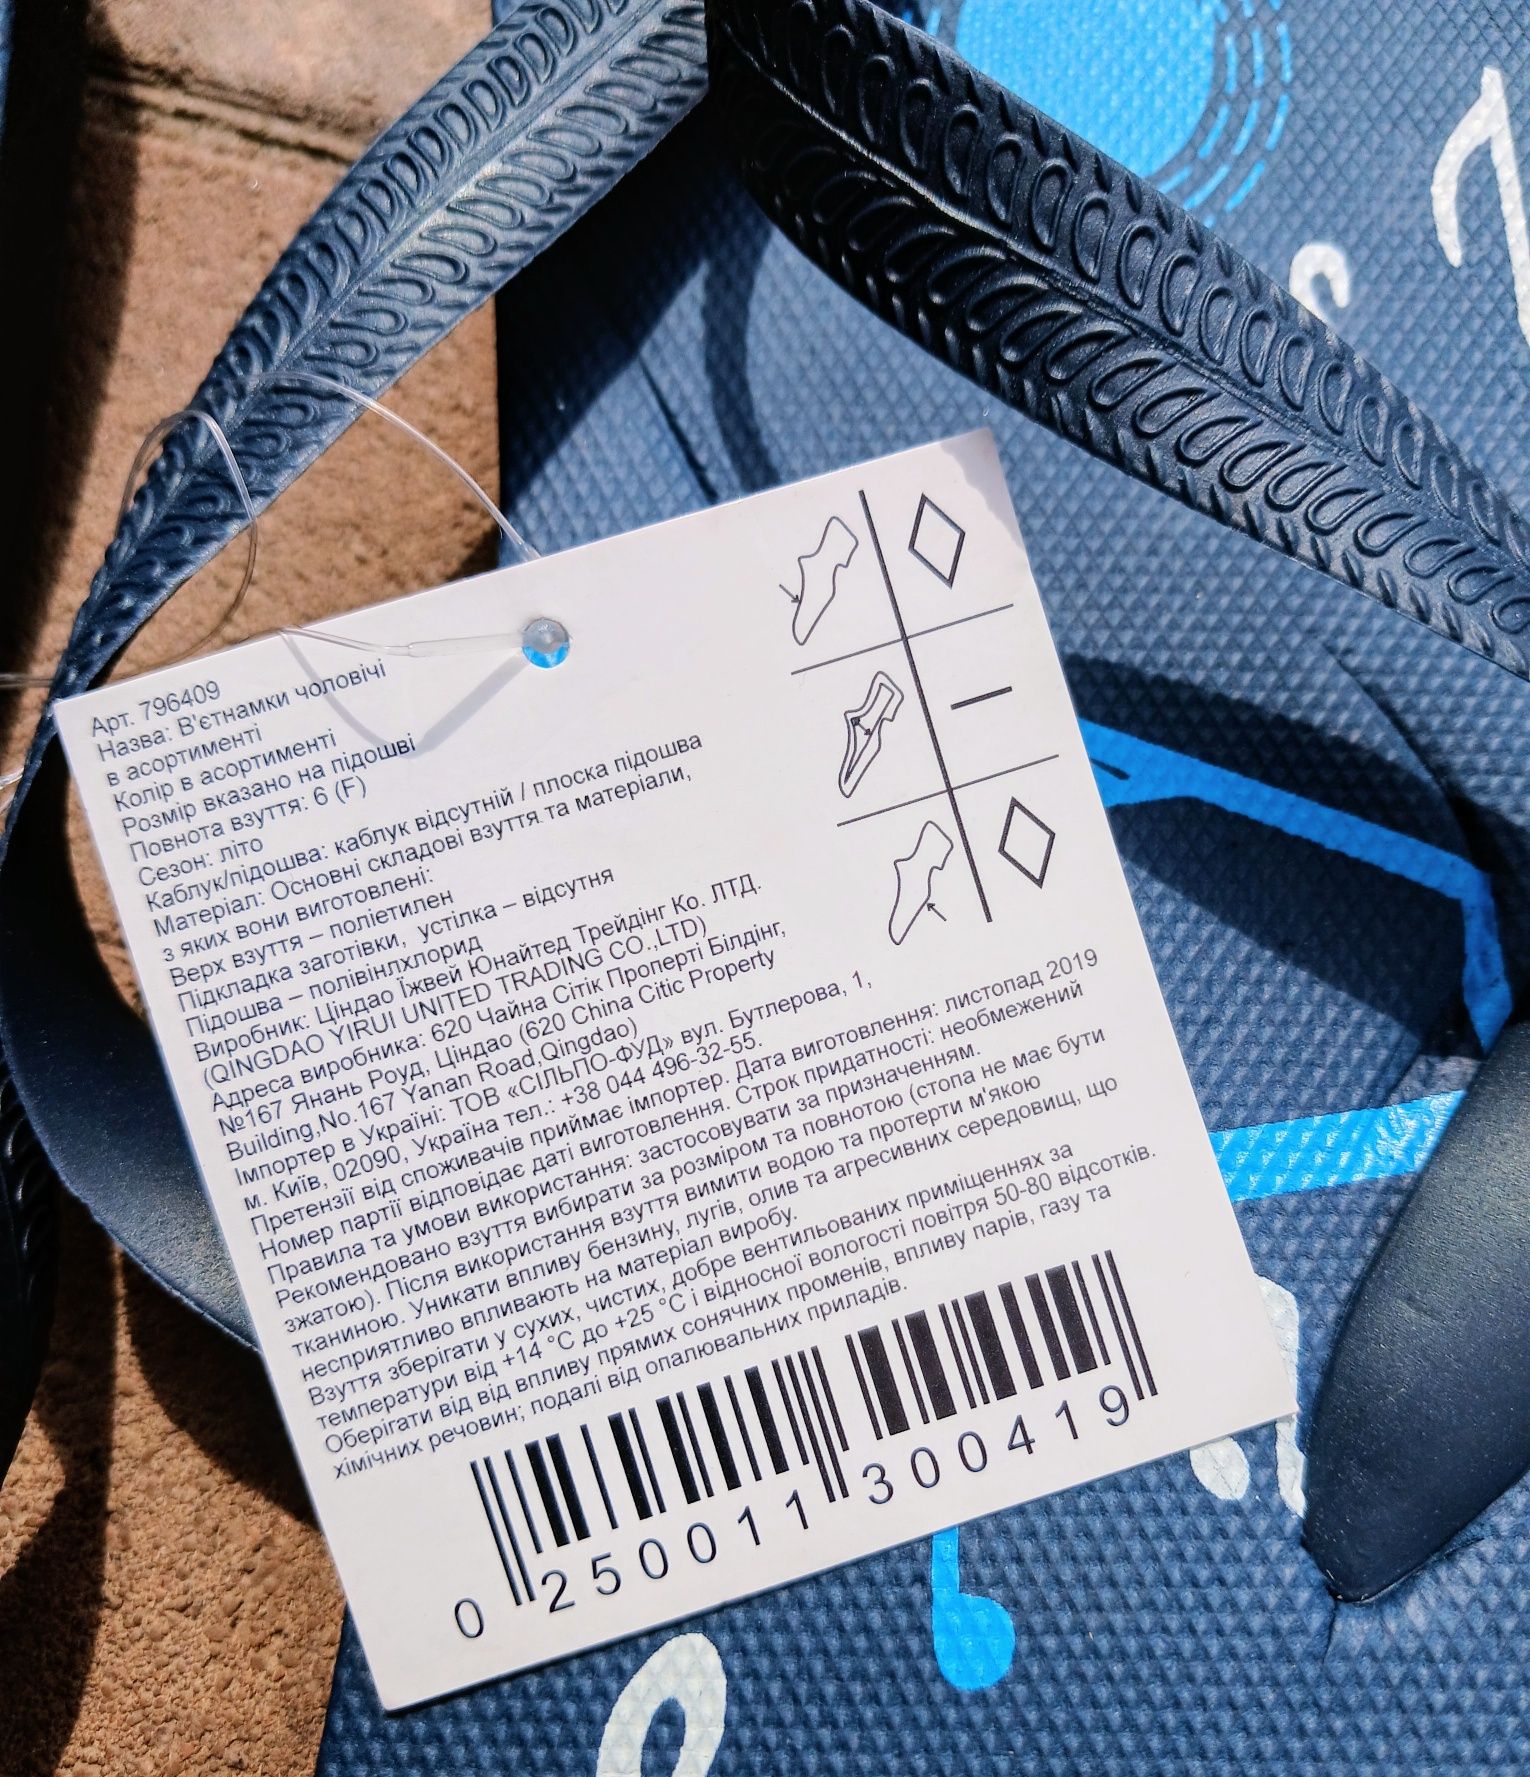 Арт. 796409
Назва: В'єтнамки чоловічі
в асортименті
Колір в асортименті
Розмір вказано на підошві
Повнота взуття: 6 (F)
Сезон: літо
Каблук/підошва: каблук відсутній / плоска підошва
Матеріал: Основні складові взуття та матеріали,
з яких вони виготовлені:
Верх взуття – поліетилен
Підкладка заготівки, устілка – відсутня
Підошва – полівінлхлорид
Виробник: Ціндао Їжвей Юнайтед Трейдінг Ко. ЛТД.
(QINGDAO YIRUI UNITED TRADING CO.,LTD)
Адреса виробника: 620 Чайна Сітік Проперті Білдінг,
№167 Янань Роуд, Ціндао (620 China Citic Property
Building,No.167 Yanan Road,Qingdao)
Імпортер в Україні: ТОВ «СІЛЬПО-ФУД» вул. Бутлерова, 1,
м. Київ, 02090, Україна тел.: +38 044 496-32-55.
Претензії від споживачів приймає імпортер. Дата виготовлення: листопад 2019
Номер партії відповідає даті виготовлення. Строк придатності: необмежений
Правила та умови використання: застосовувати за призначенням.
Рекомендовано взуття вибирати за розміром та повнотою (стопа не має бути
зжатою). Після використання взуття вимити водою та протерти м'якою
тканиною. Уникати впливу бензину, лугів, олив та агресивних середовищ, що
несприятливо впливають на матеріал виробу.
Взуття зберігати у сухих, чистих, добре вентильованих приміщеннях за
температури від +14 °C до +25 °C і відносної вологості повітря 50-80 відсотків.
Оберігати від від впливу прямих сонячних променів, впливу парів, газу та
хімічних речовин; подалі від опалювальних приладів.
0 250011 300419